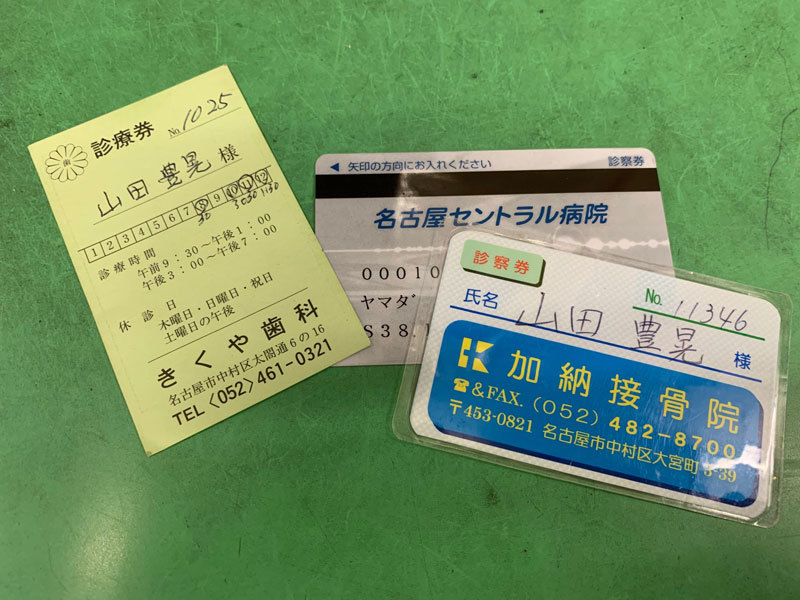 診療券
No. 1025
山田 豊晃 様
1 2 3 4 5 6 7 8 9 10 11 12
30 30 30 1:30
診療時間
午前9:30~午後1:00
午後3:00~午後7:00
休診日
木曜日・日曜日・祝日
土曜日の午後
きくや歯科
名古屋市中村区太閤通6の16
TEL〈052〉461-0321
◀ 矢印の方向にお入れください 診察券
名古屋セントラル病院
00010
ヤマダ
S38
診察券
No. 11346
氏名 山田 豊晃 様
加納接骨院
☎&FAX.(052)482-8700
〒453-0821 名古屋市中村区大宮町3-39